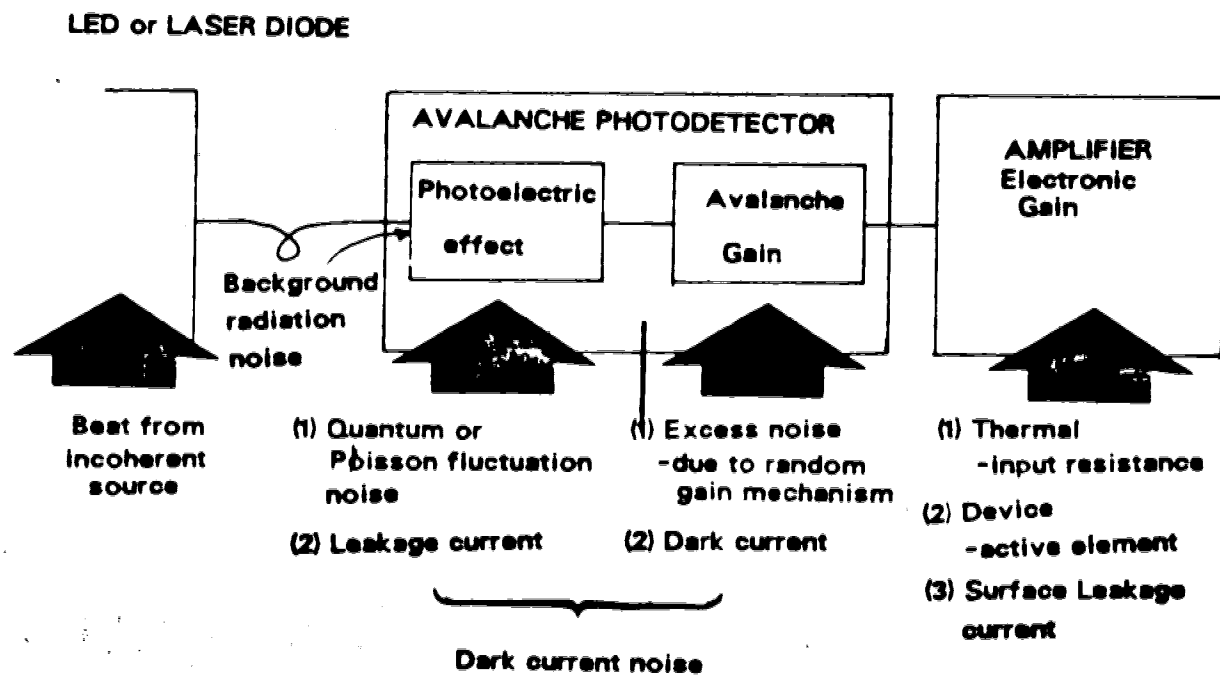 LED or LASER DIODE
AVALANCHE PHOTODETECTOR
Photoelectric
effect
Avalanche
Gain
AMPLIFIER
Electronic
Gain
Background
radiation
noise
Beat from
incoherent
source
(1) Quantum or
Poisson fluctuation
noise
(2) Leakage current
(1) Excess noise
-due to random
gain mechanism
(2) Dark current
(1) Thermal
-input resistance
(2) Device
-active element
(3) Surface Leakage
current
Dark current noise